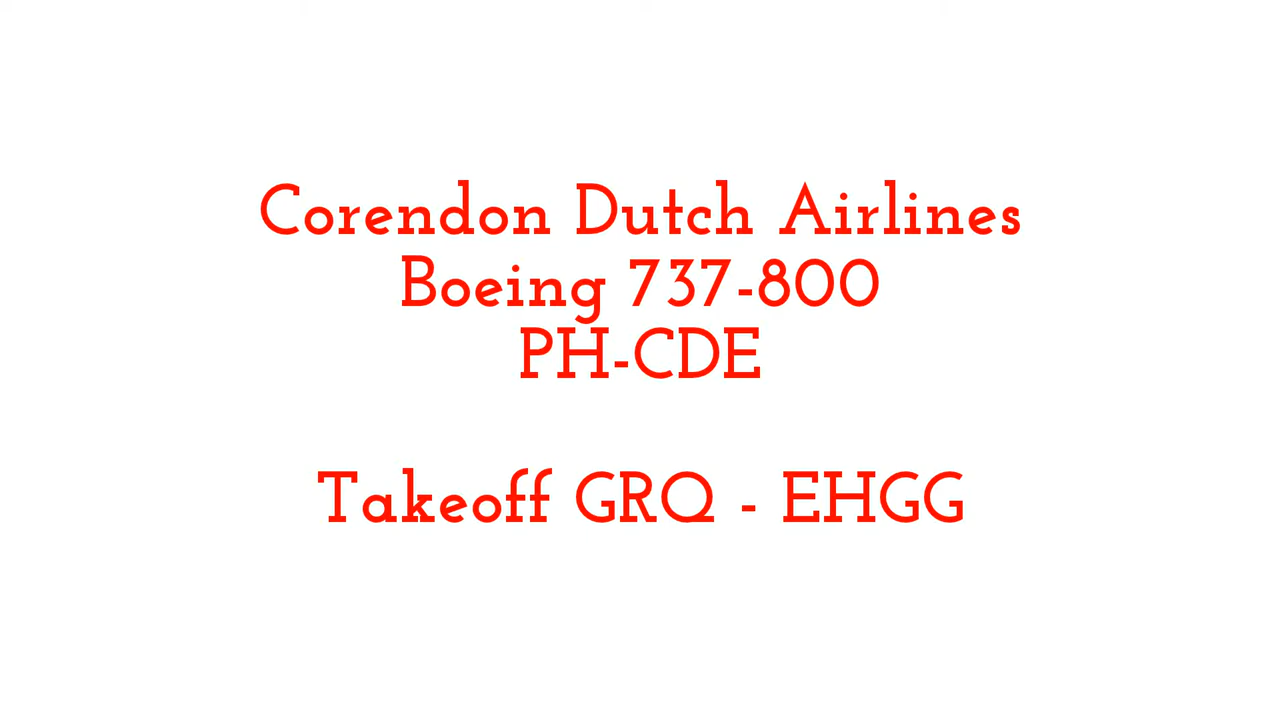 Corendon Dutch Airlines
Boeing 737-800
PH-CDE
Takeoff GRQ - EHGG